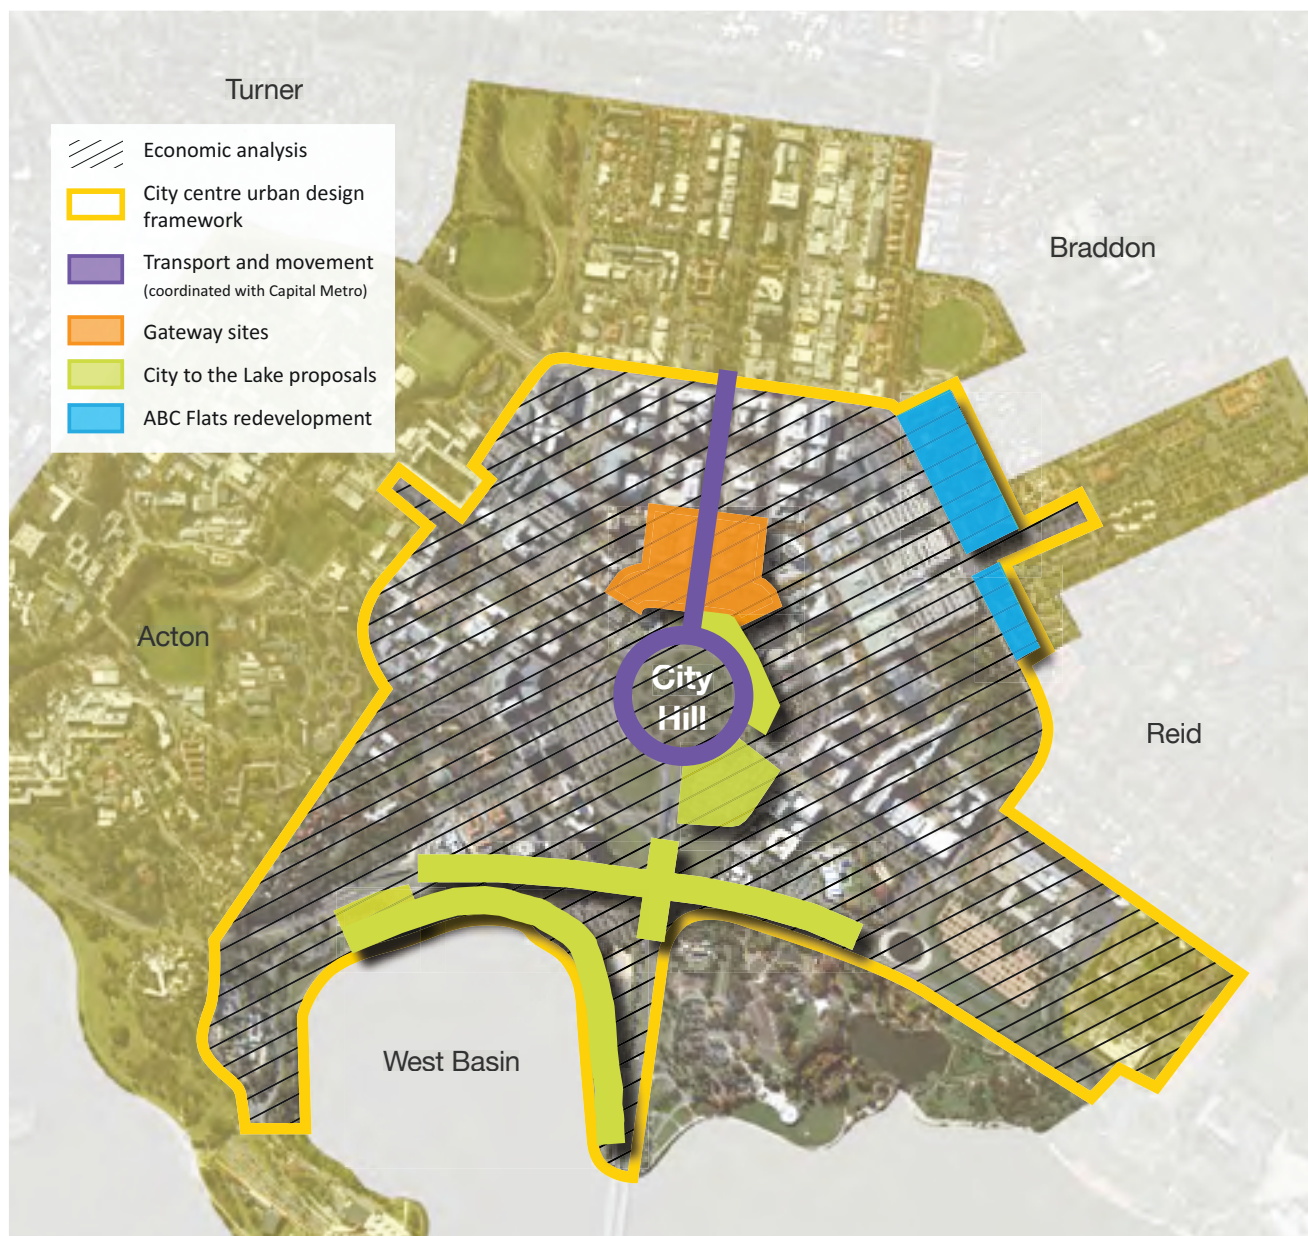 Turner
Economic analysis
City centre urban design
framework
Transport and movement
(coordinated with Capital Metro)
Gateway sites
City to the Lake proposals
ABC Flats redevelopment
Braddon
Acton
City
Hill
Reid
West Basin